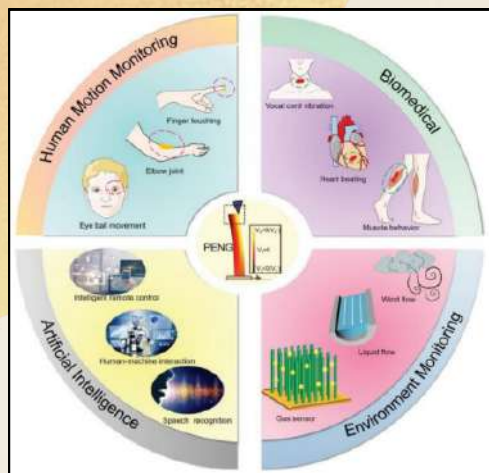 Human Motion Monitoring
Finger touching
Elbow joint
Eye ball movement
Biomedical
Vocal cord vibration
Heart beating
Muscle behavior
PENG
Artificial Intelligence
Intelligent remote control
Human-machine interaction
Speech recognition
Environment Monitoring
Wind flow
Liquid flow
Gas sensor